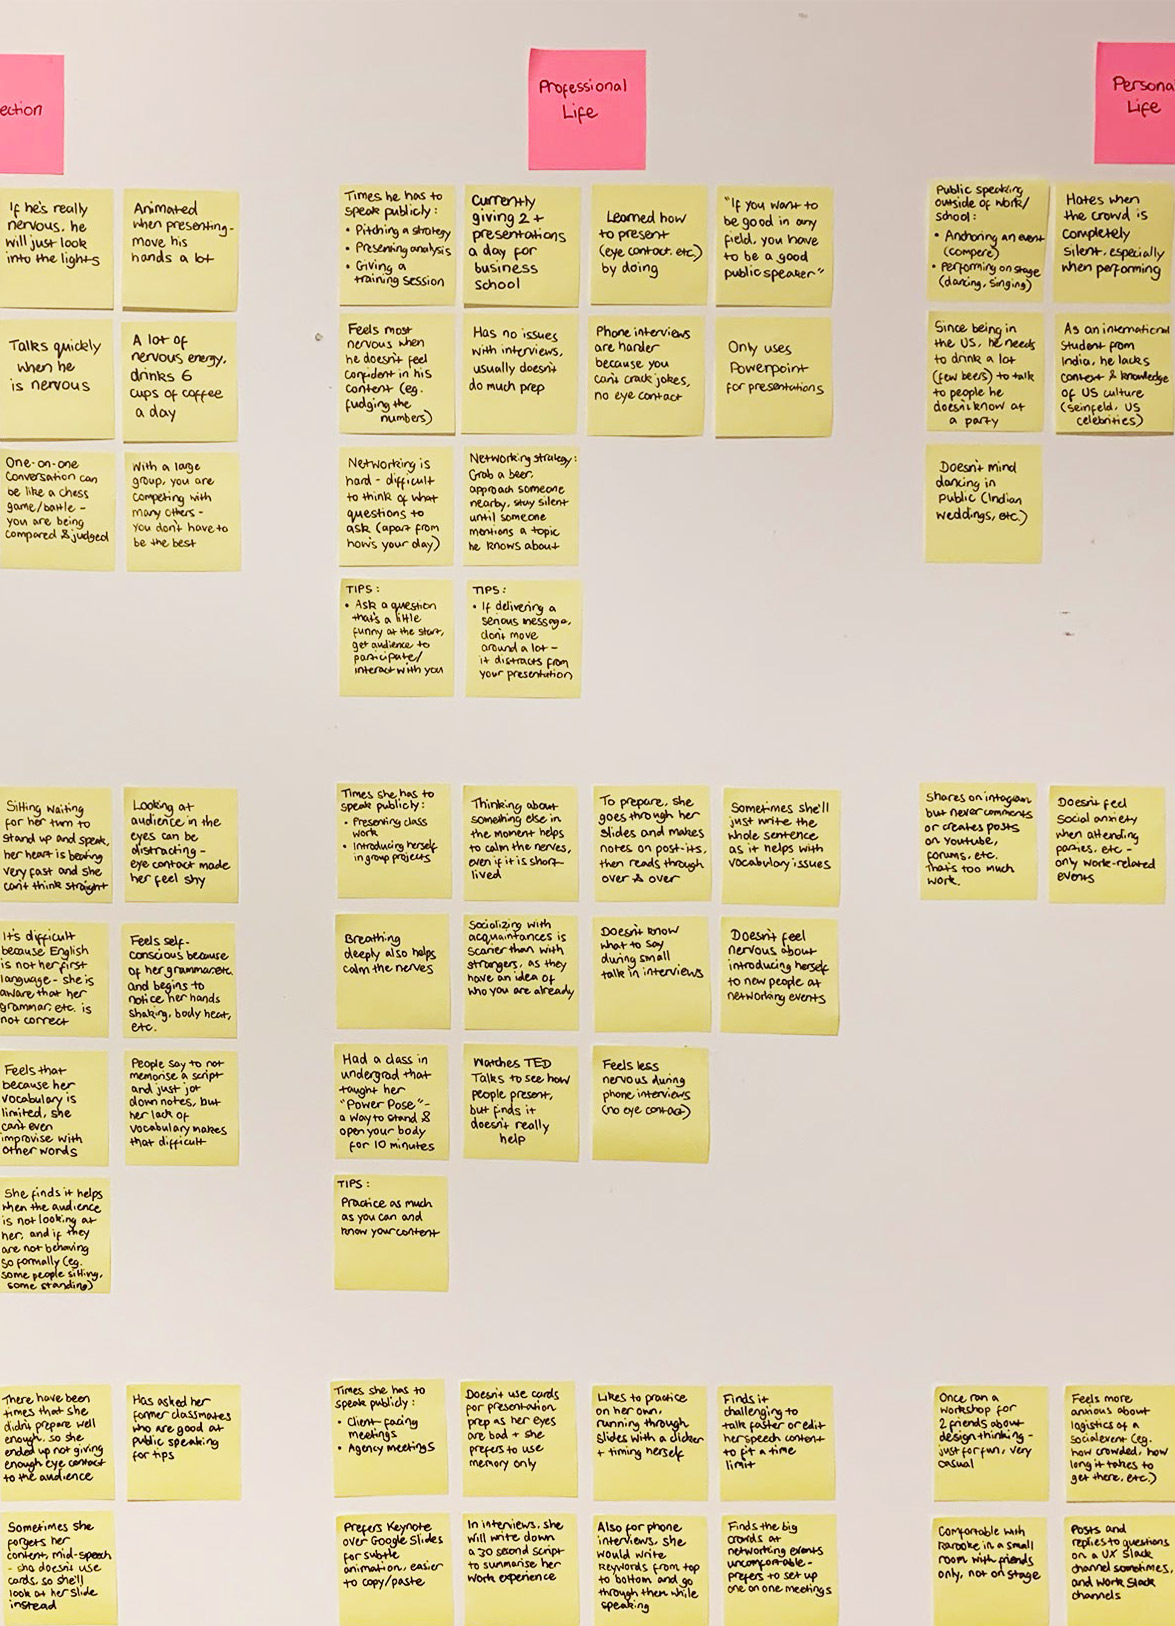 ection
Professional
Life
Persona
Life
If he's really
nervous, he
will just look
into the lights
Animated
when presenting-
move his
hands a lot
Times he has to
speak publicly:
• Pitching a strategy
• Presenting analysis
• Giving a
training session
Currently
giving 2+
presentations
a day for
business
school
Learned how
to present
(eye contact, etc.)
by doing
"If you want to
be good in any
field, you have
to be a good
public speaker"
Public speaking
outside of work/
school:
• Anchoring an event
(compere)
• Performing on stage
(dancing, singing)
Hates when
the crowd is
completely
silent, especially
when performing
Talks quickly
when he
is nervous
A lot of
nervous energy,
drinks 6
cups of coffee
a day
Feels most
nervous when
he doesn't feel
confident in his
content (eg.
fudging the
numbers)
Has no issues
with interviews,
usually doesn't
do much prep
Phone interviews
are harder
because you
can't crack jokes,
no eye contact
Only uses
Powerpoint
for presentations
Since being in
the US, he needs
to drink a lot
(few beers) to talk
to people he
doesn't know at
a party
As an international
student from
India, he lacks
context & knowledge
of US culture
(seinfeld, US
celebrities)
One-on-one
conversation can
be like a chess
game/battle -
you are being
compared & judged
With a large
group, you are
competing with
many others -
you don't have to
be the best
Networking is
hard - difficult
to think of what
questions to
ask (apart from
how's your day)
Networking strategy:
Grab a beer,
approach someone
nearby, stay silent
until someone
mentions a topic
he knows about
Doesn't mind
dancing in
public (Indian
weddings, etc.)
TIPS:
• Ask a question
that's a little
funny at the start,
get audience to
participate/
interact with you
TIPS:
• If delivering a
serious message,
don't move
around a lot -
it distracts from
your presentation
Sitting waiting
for her turn to
stand up and speak,
her heart is beating
very fast and she
can't think straight
Looking at
audience in the
eyes can be
distracting -
eye contact made
her feel shy
Times she has to
speak publicly:
• Presenting class
work
• Introducing herself
in group projects
Thinking about
something else in
the moment helps
to calm the nerves,
even if it is short-
lived
To prepare, she
goes through her
slides and makes
notes on post-its,
then reads through
over & over
Sometimes she'll
just write the
whole sentence
as it helps with
vocabulary issues
Shares on instagram
but never comments
or creates posts
on youtube,
forums, etc.
That's too much
work.
Doesn't feel
Social anxiety
when attending
parties, etc -
only work-related
events
It's difficult
because English
is not her first
language - she is
aware that her
grammar, etc. is
not correct
Feels self-
conscious because
of her grammar etc.
and begins to
notice her hands
shaking, body heat,
etc.
Breathing
deeply also helps
calm the nerves
Socializing with
acquaintances is
scarier than with
strangers, as they
have an idea of
who you are already
Doesn't know
what to say
during small
talk in interviews
Doesn't feel
nervous about
introducing herself
to new people at
networking events
Feels that
because her
vocabulary is
limited, she
can't even
improvise with
other words
People say to not
memorise a script
and just jot
down notes, but
her lack of
vocabulary makes
that difficult
Had a class in
undergrad that
taught her
"Power Pose" -
a way to stand &
open your body
for 10 minutes
Watches TED
Talks to see how
people present,
but finds it
doesn't really
help
Feels less
nervous during
phone interviews
(no eye contact)
She finds it helps
when the audience
is not looking at
her, and if they
are not behaving
so formally (eg.
some people sitting,
some standing)
TIPS:
Practice as much
as you can and
know your content
There have been
times that she
didn't prepare well
enough, so she
ended up not giving
enough eye contact
to the audience
Has asked her
former classmates
who are good at
public speaking
for tips
Times she has to
speak publicly:
• Client-facing
meetings
• Agency meetings
Doesn't use cards
for presentation
prep as her eyes
are bad + she
prefers to use
memory only
Likes to practice
on her own,
running through
slides with a clicker
+ timing herself
Finds it
challenging to
talk faster or edit
her speech content
to fit a time
limit
Once ran a
workshop for
2 friends about
design thinking -
just for fun, very
casual
Feels more
anxious about
logistics of a
social event (eg.
how crowded, how
long it takes to
get there, etc.)
Sometimes she
forgets her
content, mid-speech
- she doesn't use
cards, so she'll
look at her slide
instead
Prefers Keynote
over Google Slides
for subtle
animation, easier
to copy/paste
In interviews, she
will write down
a 30 second script
to summarise her
work experience
Also for phone
interviews, she
would write
keywords from top
to bottom and go
through them while
speaking
Finds the big
crowds at
networking events
uncomfortable -
prefers to set up
one on one meetings
Comfortable with
karaoke in a small
room with friends
only, not on stage
Posts and
replies to questions
on a UX Slack
channel sometimes,
and work Slack
channels